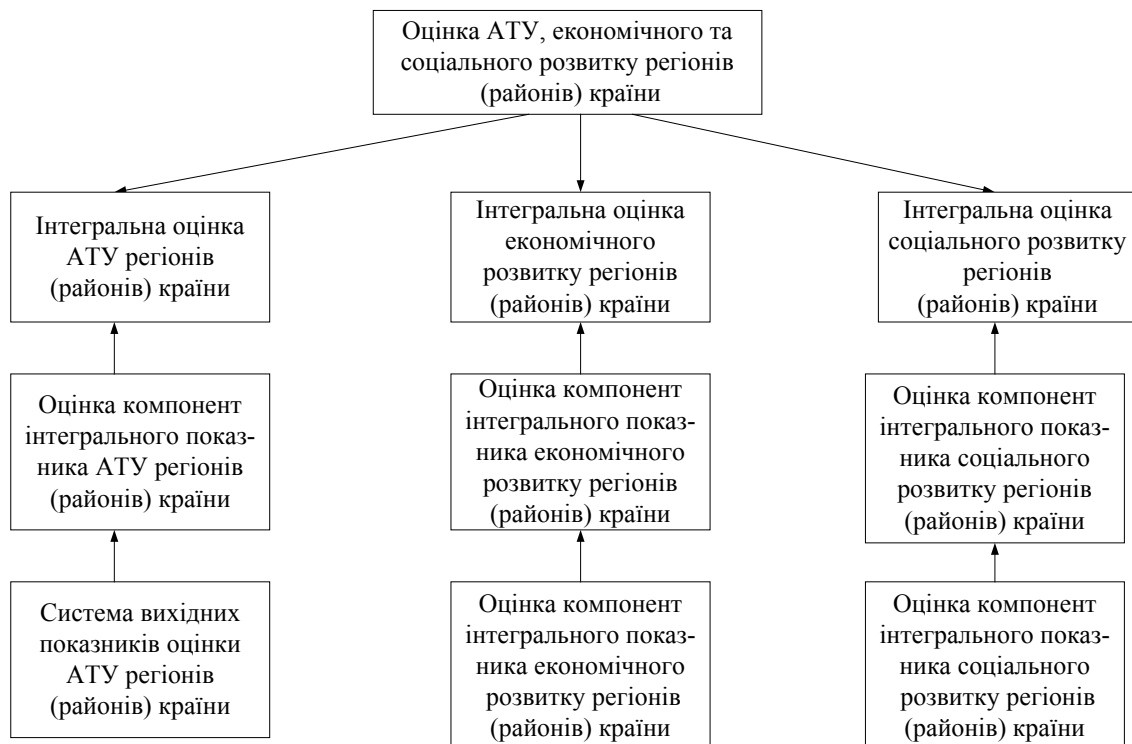 Оцінка АТУ, економічного та
соціального розвитку регіонів
(районів) країни
Інтегральна оцінка
АТУ регіонів
(районів) країни
Інтегральна оцінка
економічного
розвитку регіонів
(районів) країни
Інтегральна оцінка
соціального розвитку
регіонів
(районів) країни
Оцінка компонент
інтегрального показ-
ника АТУ регіонів
(районів) країни
Оцінка компонент
інтегрального показ-
ника економічного
розвитку регіонів
(районів) країни
Оцінка компонент
інтегрального показ-
ника соціального
розвитку регіонів
(районів) країни
Система вихідних
показників оцінки
АТУ регіонів
(районів) країни
Оцінка компонент
інтегрального показ-
ника економічного
розвитку регіонів
(районів) країни
Оцінка компонент
інтегрального показ-
ника соціального
розвитку регіонів
(районів) країни